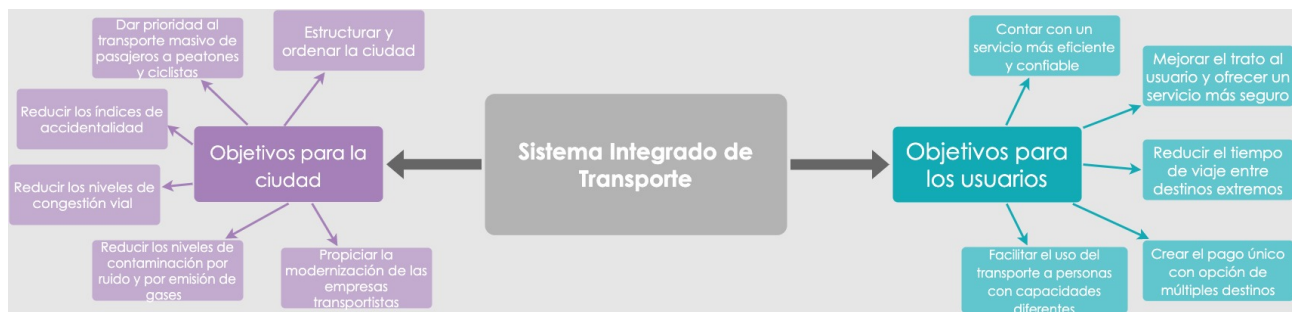 Dar prioridad al
transporte masivo de
pasajeros a peatones
y ciclistas
Estructurar y
ordenar la ciudad
Reducir los índices de
accidentalidad
Objetivos para la
ciudad
Reducir los niveles de
congestión vial
Reducir los niveles de
contaminación por
ruido y por emisión de
gases
Propiciar la
modernización de las
empresas
transportistas
Sistema Integrado de
Transporte
Contar con un
servicio más eficiente
y confiable
Mejorar el trato al
usuario y ofrecer un
servicio más seguro
Objetivos para
los usuarios
Reducir el tiempo
de viaje entre
destinos extremos
Facilitar el uso del
transporte a personas
con capacidades
diferentes
Crear el pago único
con opción de
múltiples destinos